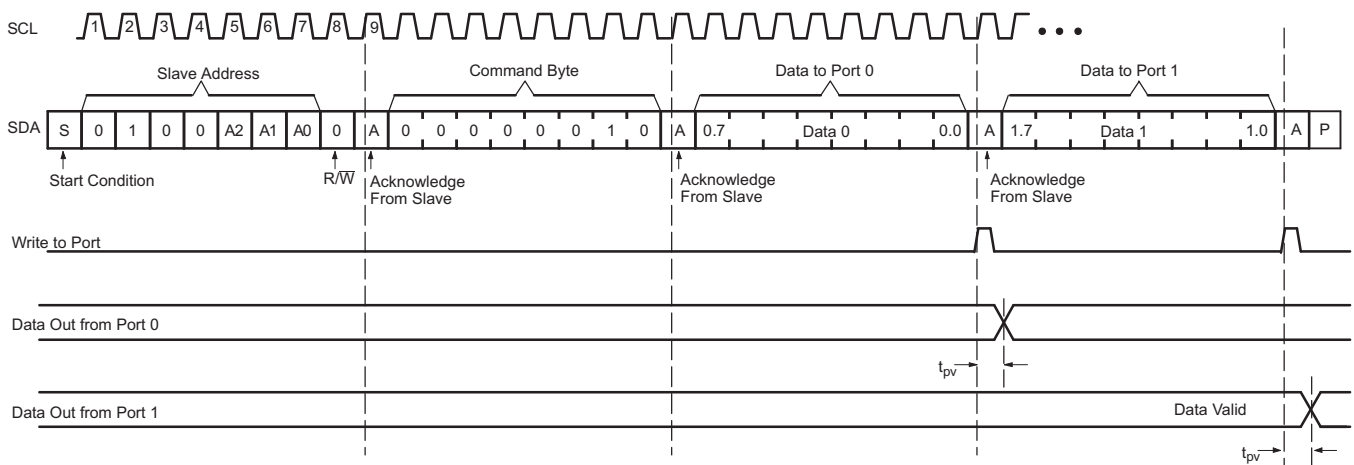 SCL 1 2 3 4 5 6 7 8 9
Slave Address Command Byte Data to Port 0 Data to Port 1
SDA S 0 1 0 0 A2 A1 A0 0 A 0 0 0 0 0 0 1 0 A 0.7 Data 0 0.0 A 1.7 Data 1 1.0 A P
Start Condition R/W̅ Acknowledge From Slave Acknowledge From Slave Acknowledge From Slave
Write to Port
Data Out from Port 0
tpv
Data Out from Port 1 Data Valid
tpv